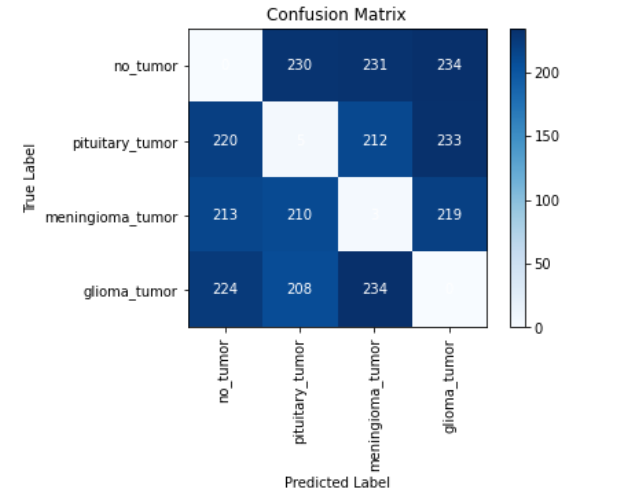 Confusion Matrix
True Label
no_tumor 230 231 234
pituitary_tumor 220 5 212 233
meningioma_tumor 213 210 219
glioma_tumor 224 208 234
no_tumor
pituitary_tumor
meningioma_tumor
glioma_tumor
Predicted Label
200
150
100
50
0